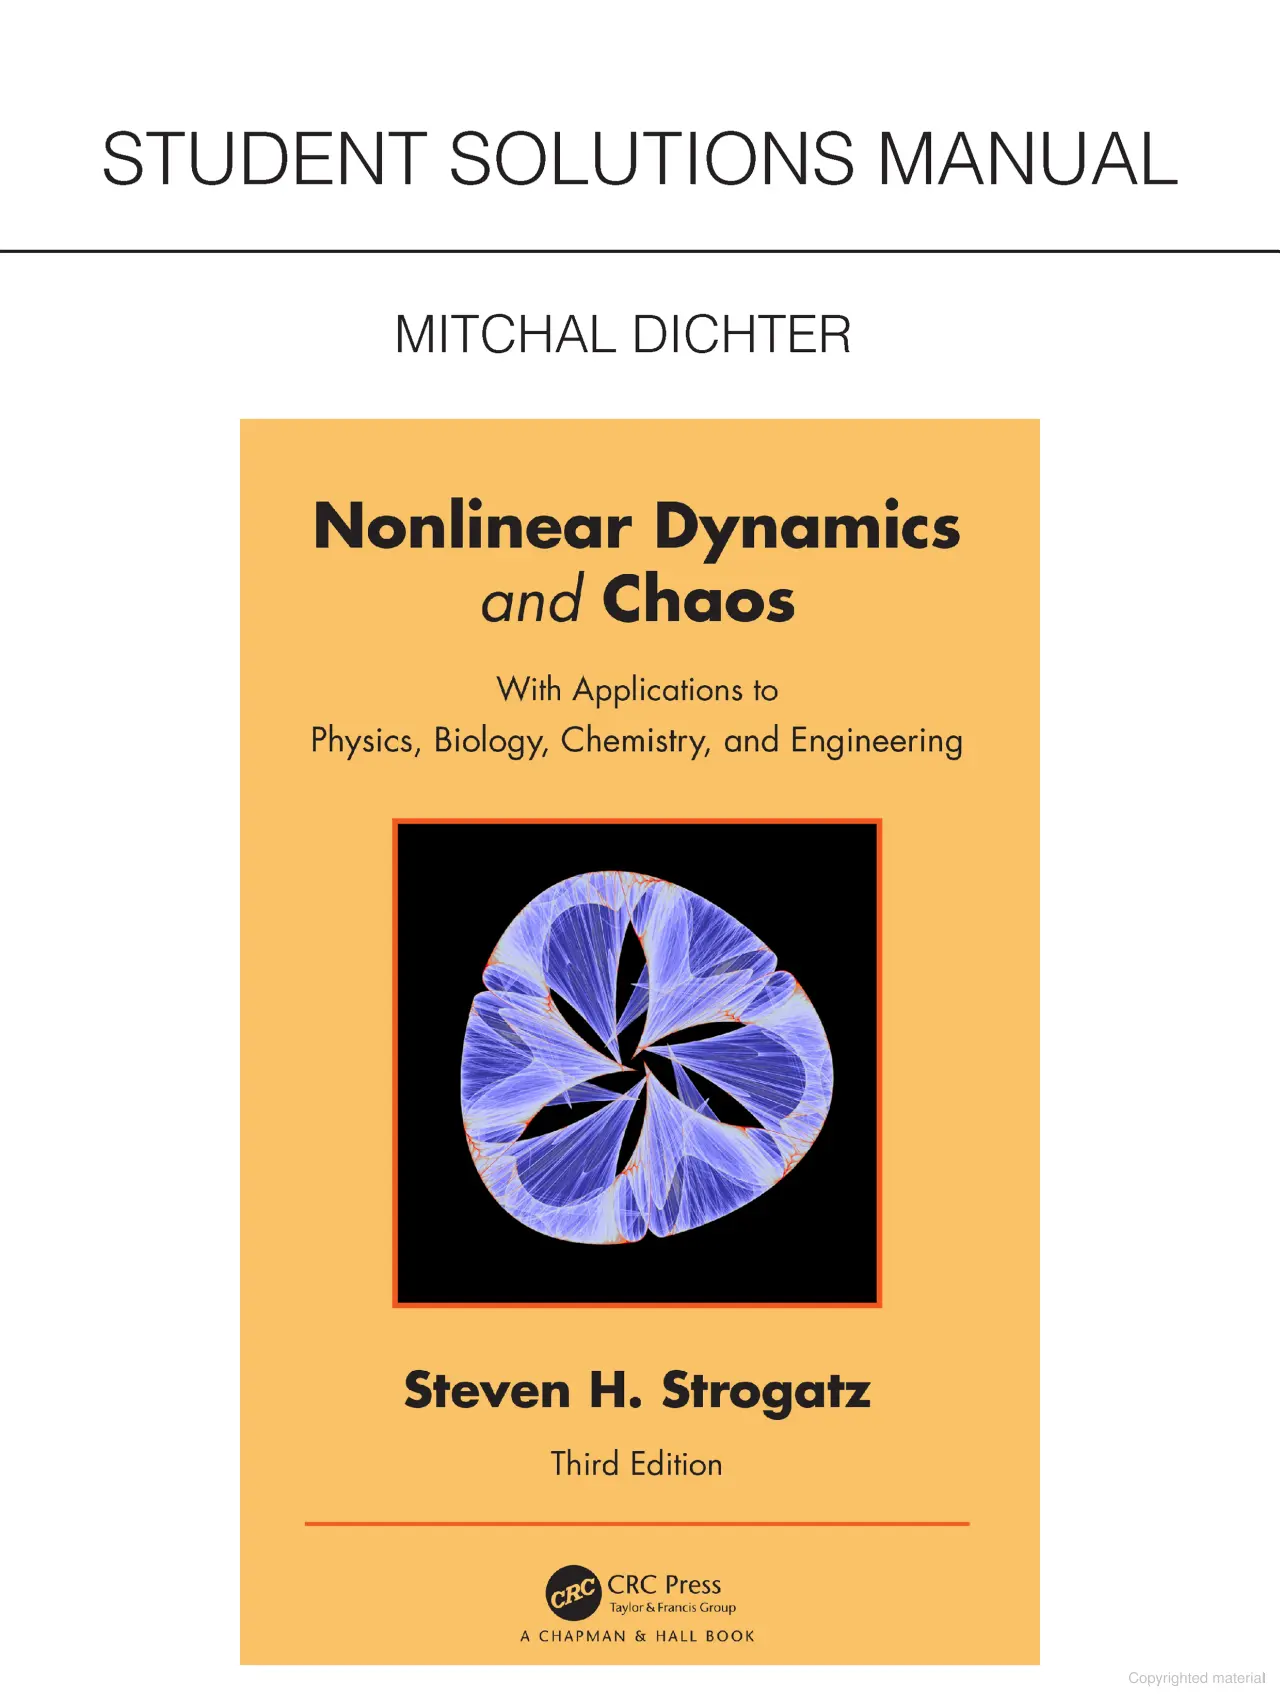 STUDENT SOLUTIONS MANUAL
MITCHAL DICHTER
Nonlinear Dynamics
and Chaos
With Applications to
Physics, Biology, Chemistry, and Engineering
Steven H. Strogatz
Third Edition
CRC
CRC Press
Taylor & Francis Group
A CHAPMAN & HALL BOOK
Copyrighted material